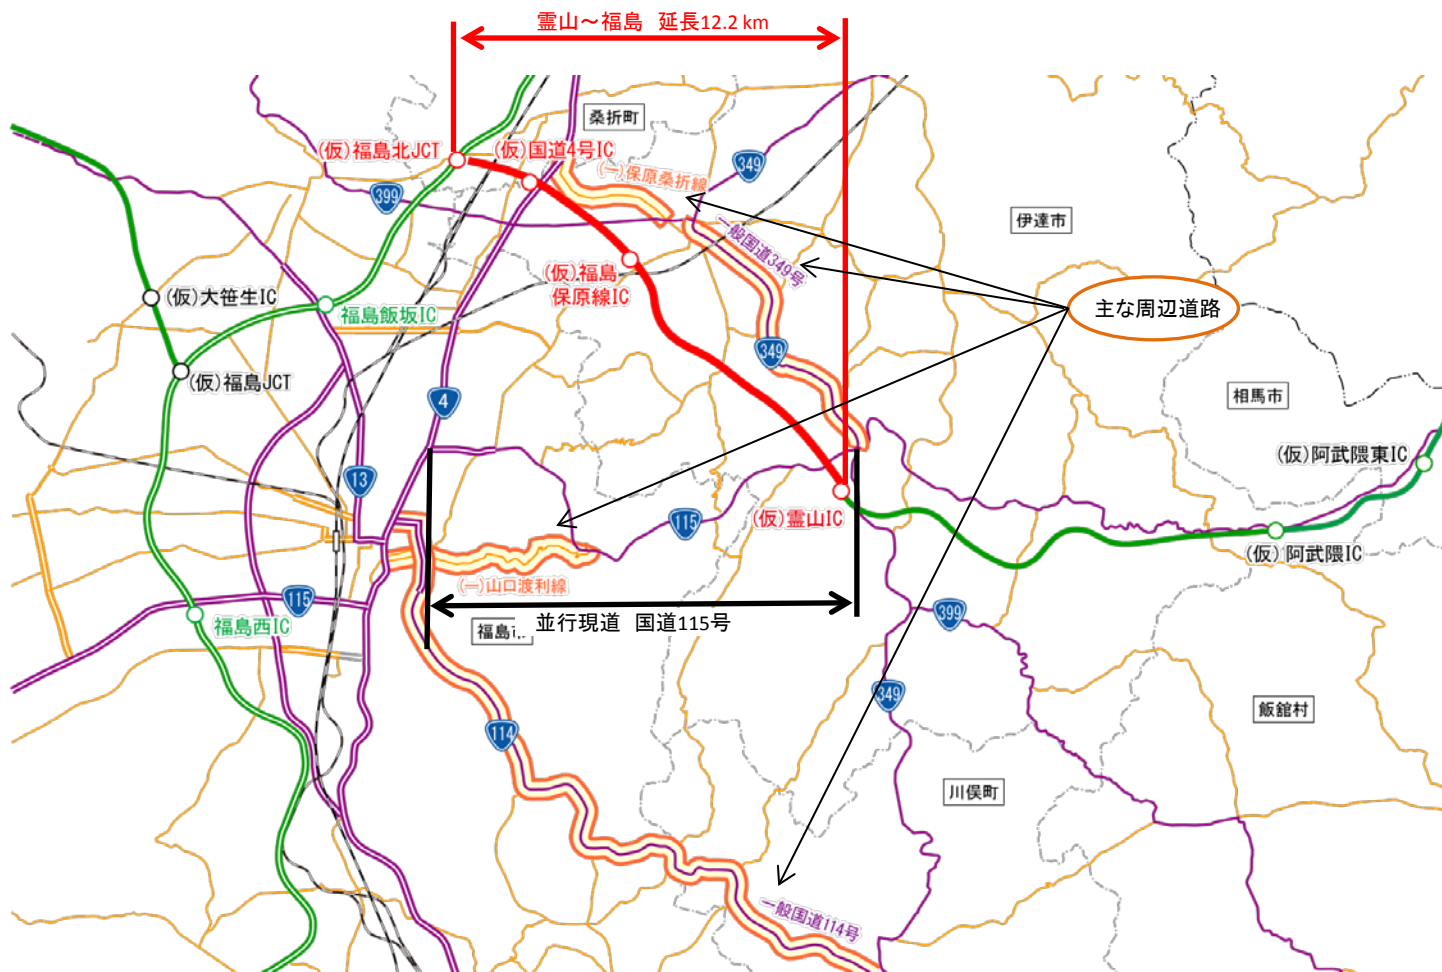 霊山～福島　延長12.2 km
桑折町
(仮)福島北JCT
(仮)国道4号IC
(一)保原桑折線
349
399
伊達市
一般国道349号
(仮)福島
保原線IC
(仮)大笹生IC
福島飯坂IC
主な周辺道路
349
(仮)福島JCT
4
相馬市
(仮)阿武隈東IC
13
(仮)霊山IC
115
(仮)阿武隈IC
(一)山口渡利線
115
399
福島西IC
福島
並行現道　国道115号
349
飯舘村
114
川俣町
一般国道114号